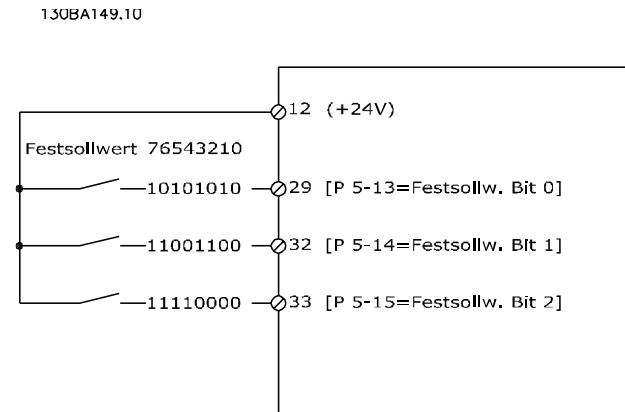 130BA149.10
12 (+24V)
Festsollwert 76543210
10101010 29 [P 5-13=Festsollw. Bit 0]
11001100 32 [P 5-14=Festsollw. Bit 1]
11110000 33 [P 5-15=Festsollw. Bit 2]